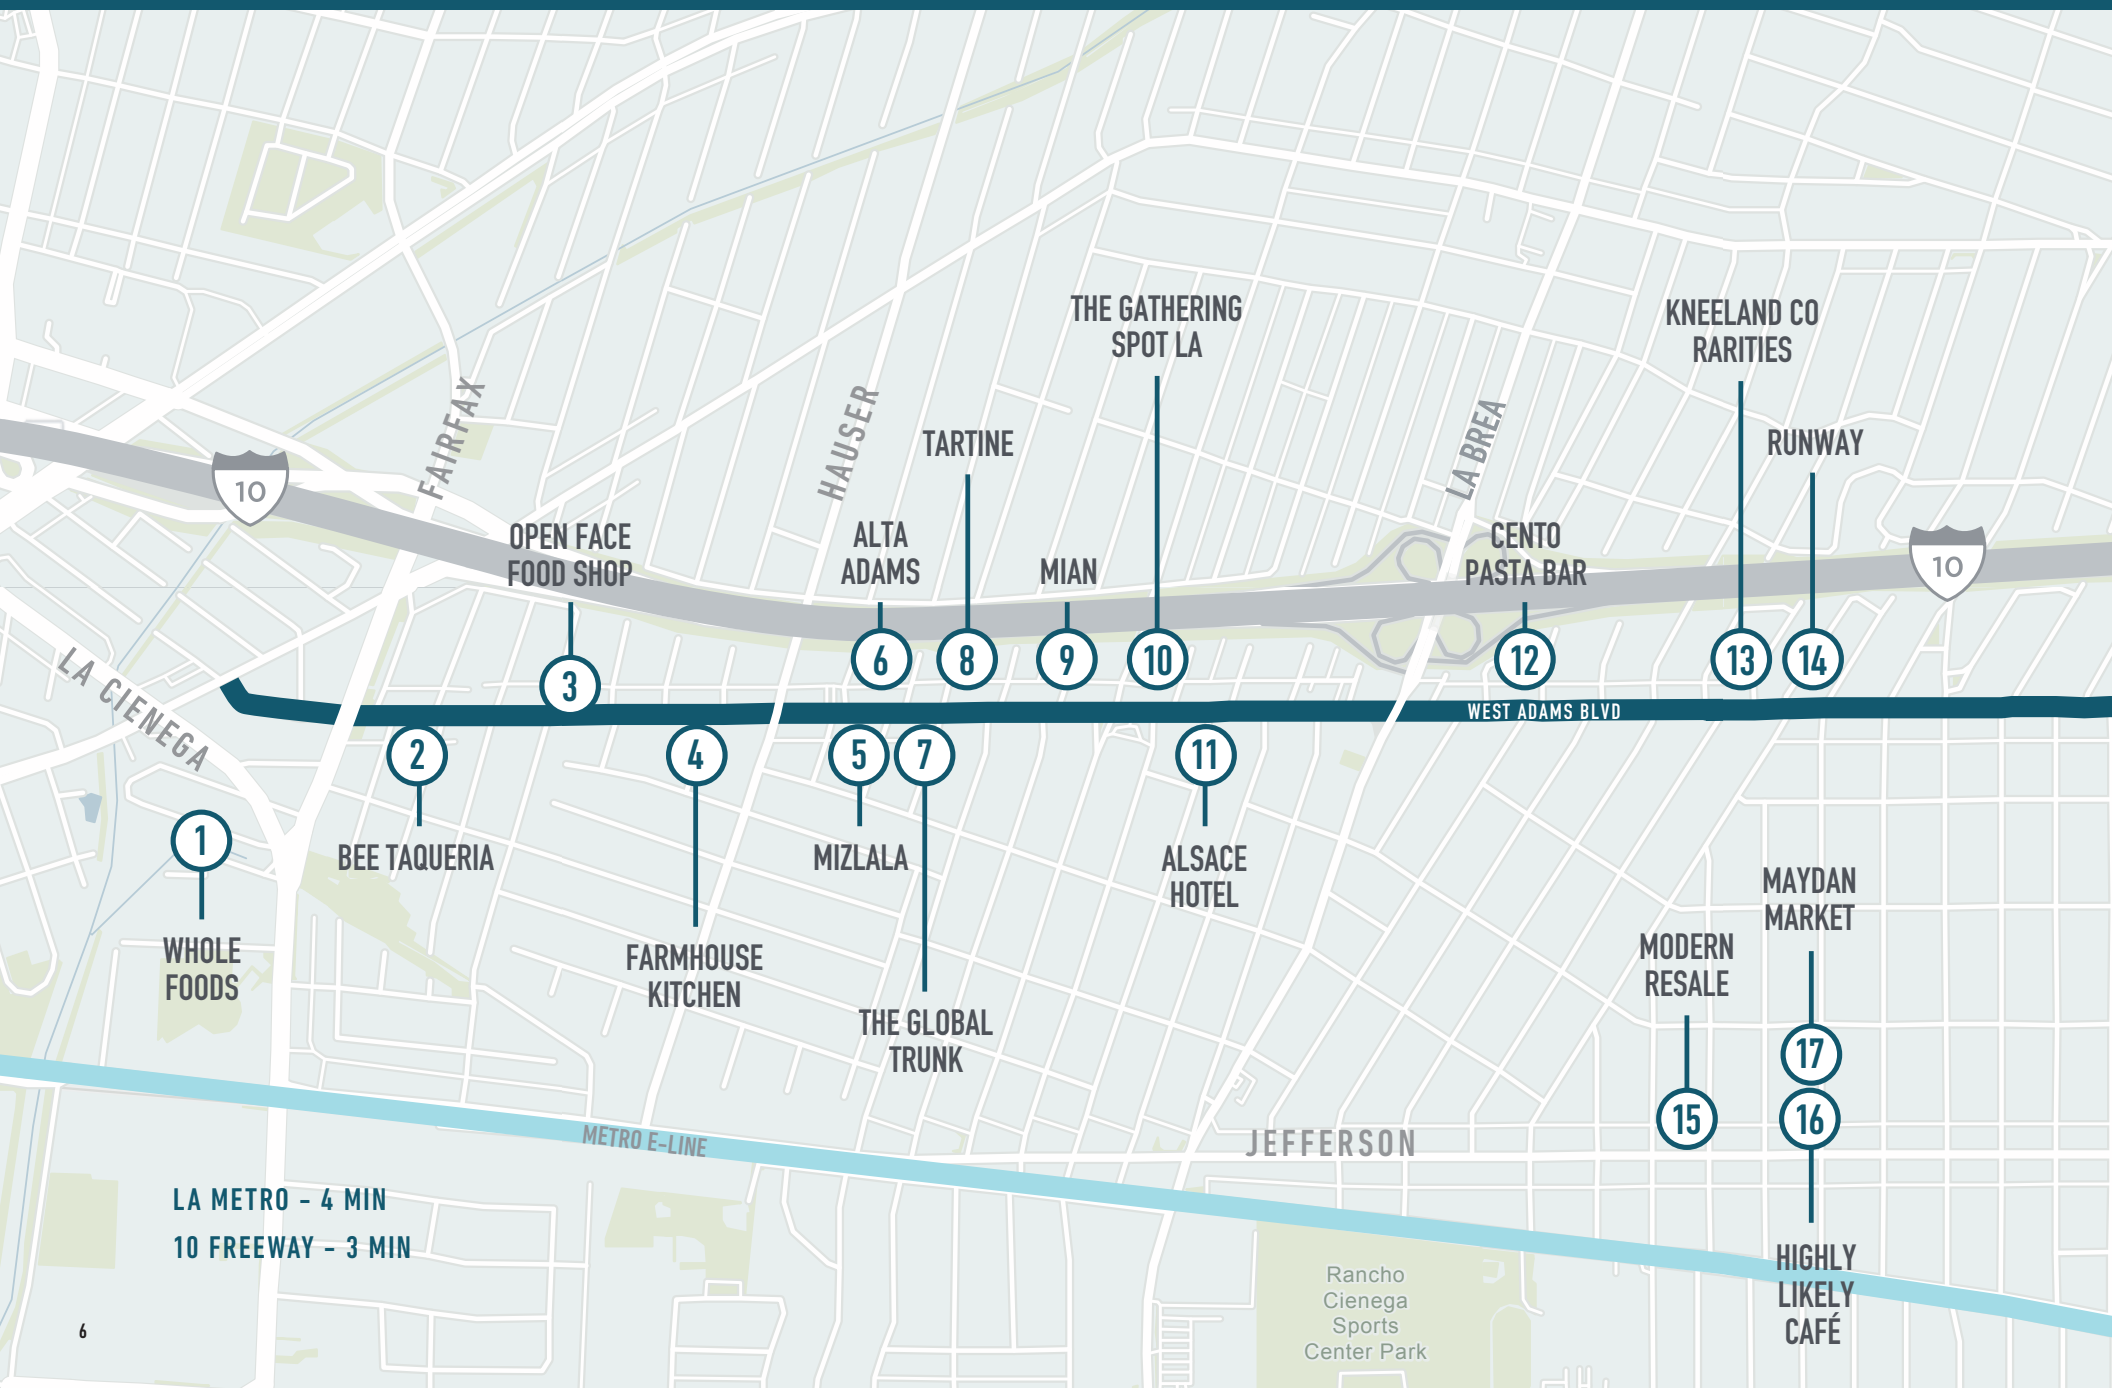 THE GATHERING
SPOT LA
KNEELAND CO
RARITIES
FAIRFAX
HAUSER
LA BREA
TARTINE
RUNWAY
10
OPEN FACE
FOOD SHOP
ALTA
ADAMS
MIAN
CENTO
PASTA BAR
10
3
6
8
9
10
12
13
14
LA CIENEGA
WEST ADAMS BLVD
2
4
5
7
11
1
BEE TAQUERIA
MIZLALA
ALSACE
HOTEL
MAYDAN
MARKET
WHOLE
FOODS
FARMHOUSE
KITCHEN
MODERN
RESALE
THE GLOBAL
TRUNK
17
15
16
METRO E-LINE
JEFFERSON
LA METRO – 4 MIN
10 FREEWAY – 3 MIN
HIGHLY
LIKELY
CAFÉ
Rancho
Cienega
Sports
Center Park
6